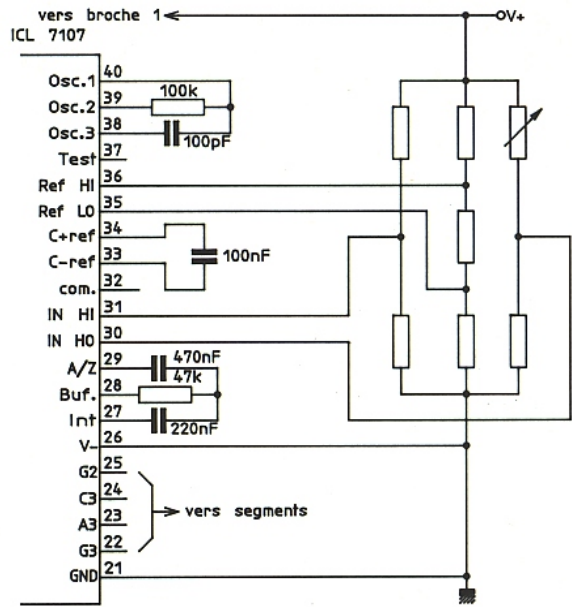 vers broche 1
V+
ICL 7107
Osc.1 40
100k
Osc.2 39
Osc.3 38
100pF
Test 37
Ref HI 36
Ref LO 35
C+ref 34
C-ref 33
100nF
com. 32
IN HI 31
IN HO 30
A/Z 29
470nF
Buf. 28
47k
Int 27
220nF
V- 26
G2 25
C3 24
vers segments
A3 23
G3 22
GND 21